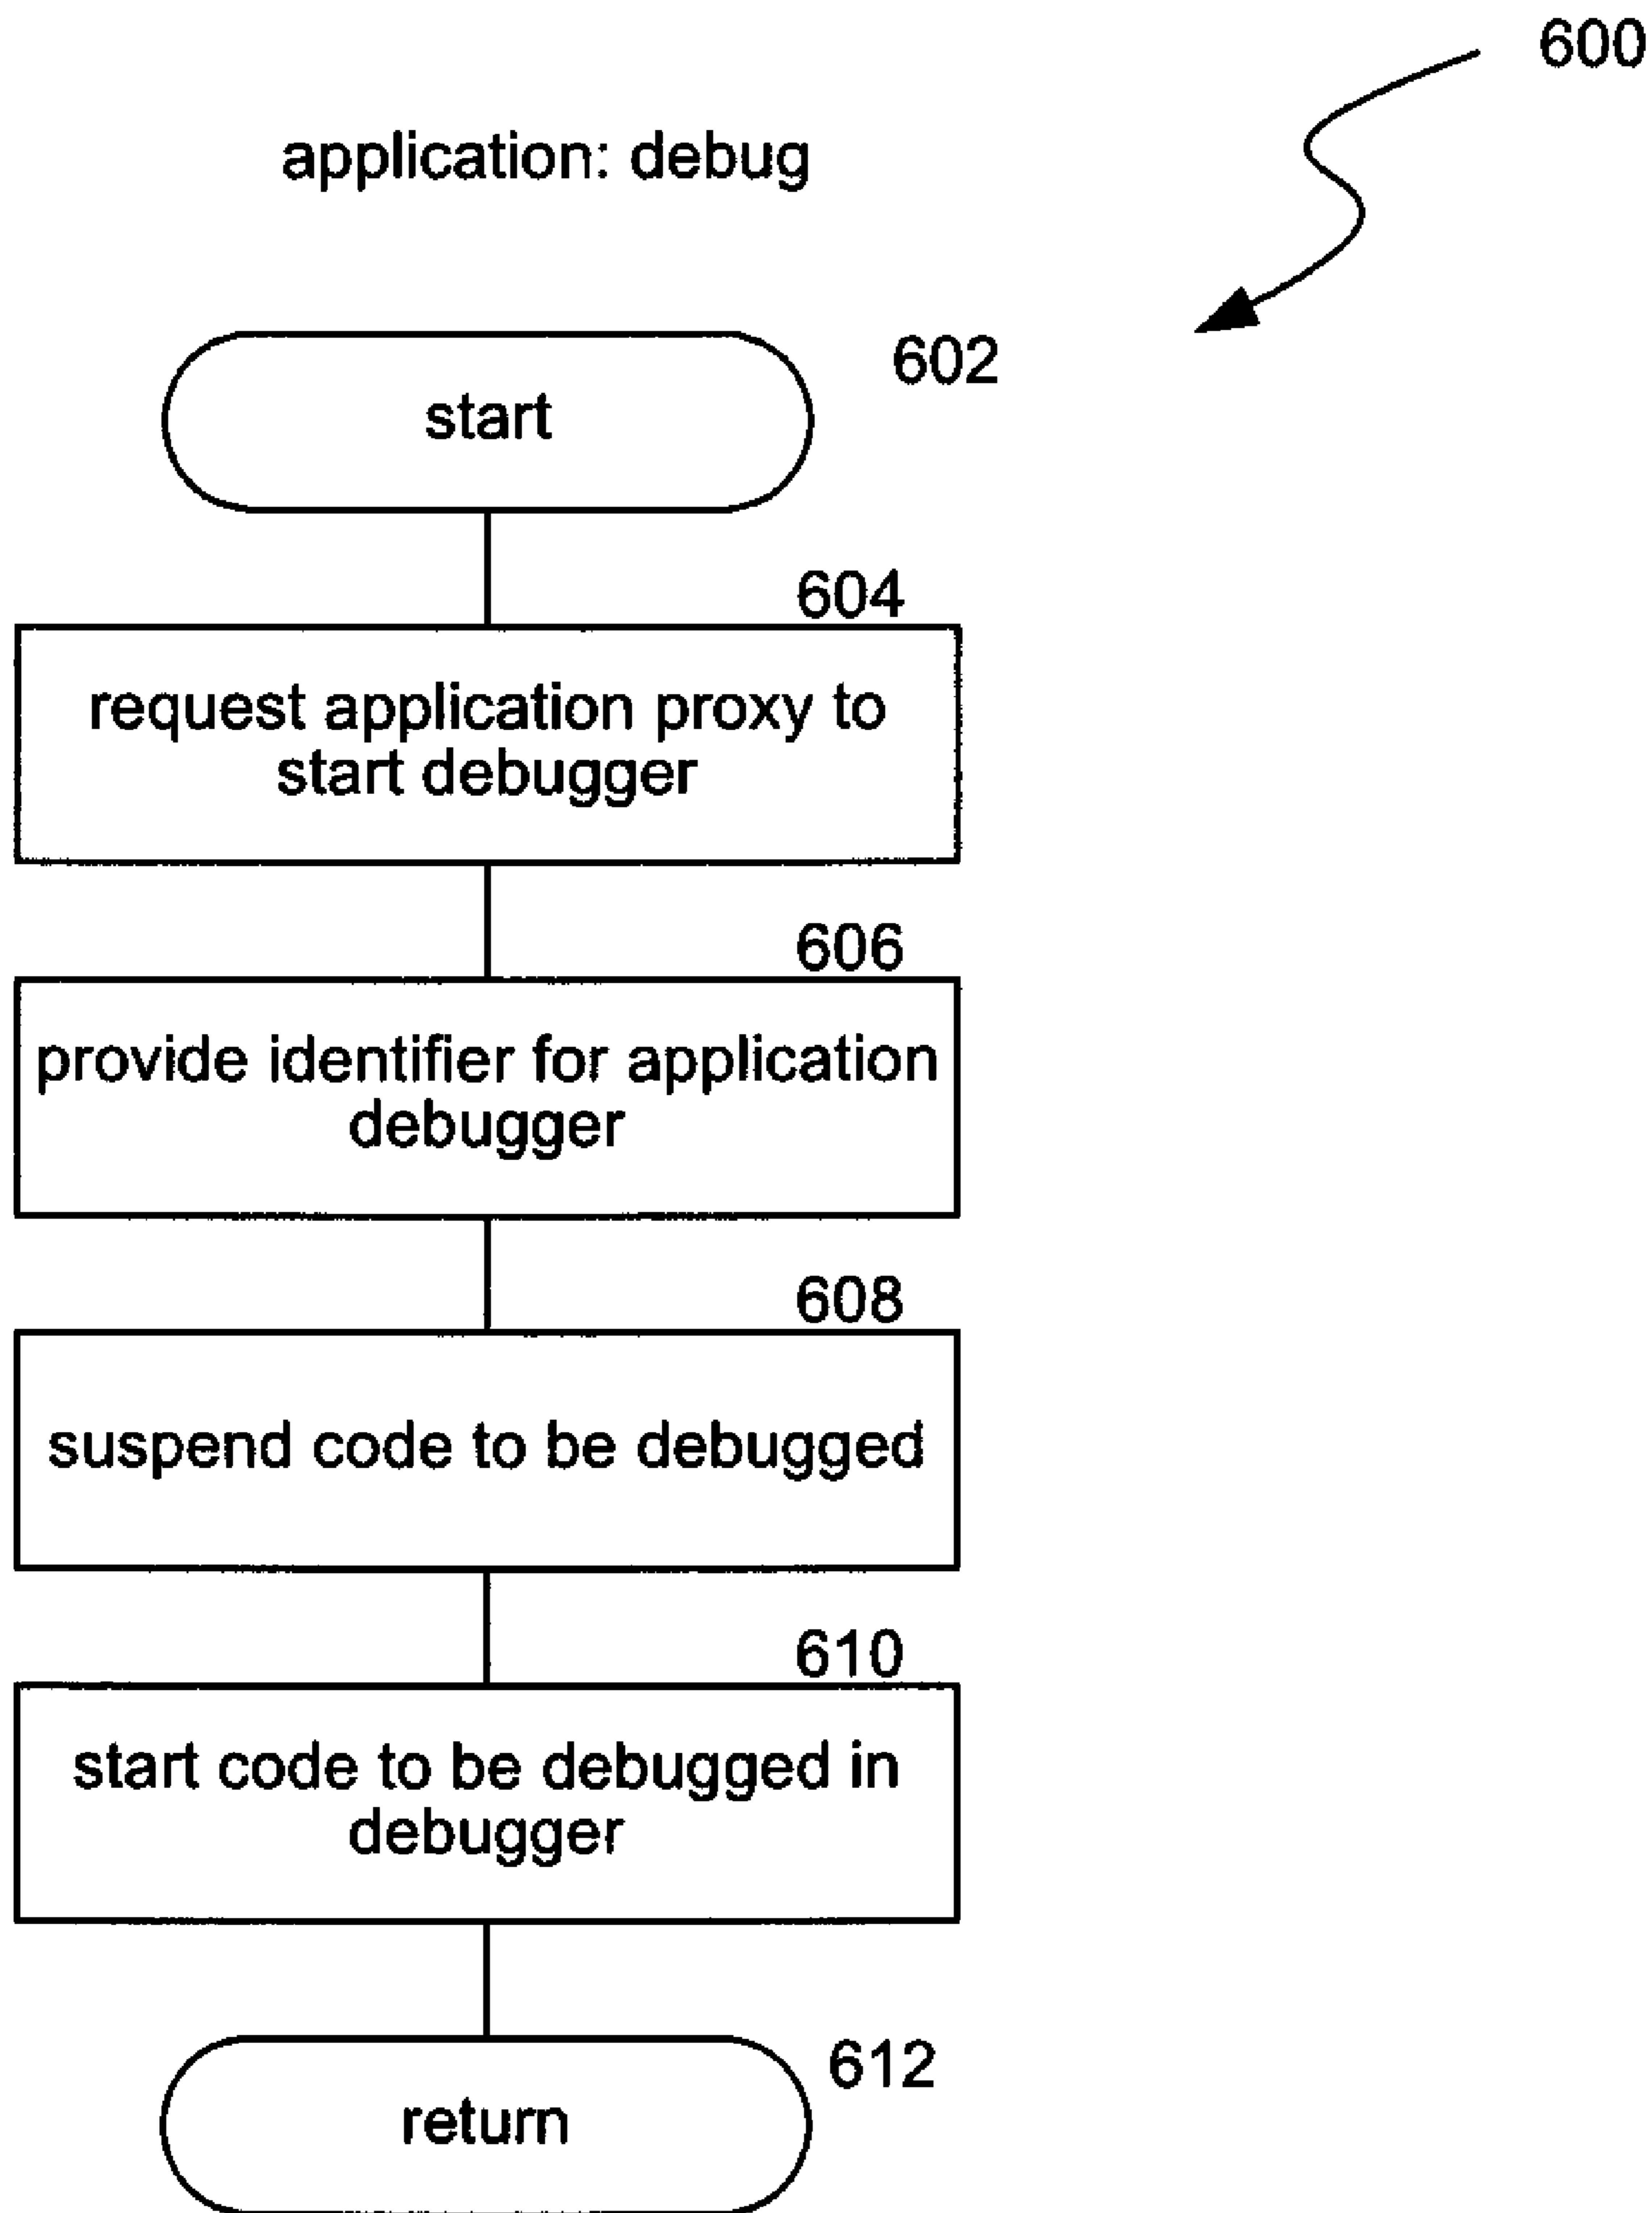 600
application: debug
602
start
604
request application proxy to
start debugger
606
provide identifier for application
debugger
608
suspend code to be debugged
610
start code to be debugged in
debugger
612
return